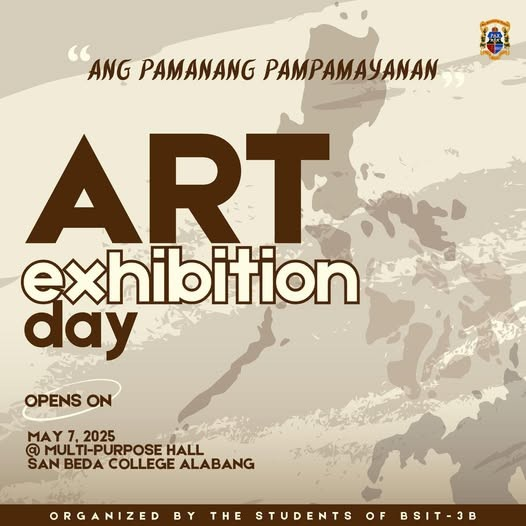 “ ANG PAMANANG PAMPAMAYANAN ”
ART
exhibition
day
OPENS ON
MAY 7, 2025
@ MULTI-PURPOSE HALL
SAN BEDA COLLEGE ALABANG
ORGANIZED BY THE STUDENTS OF BSIT-3B